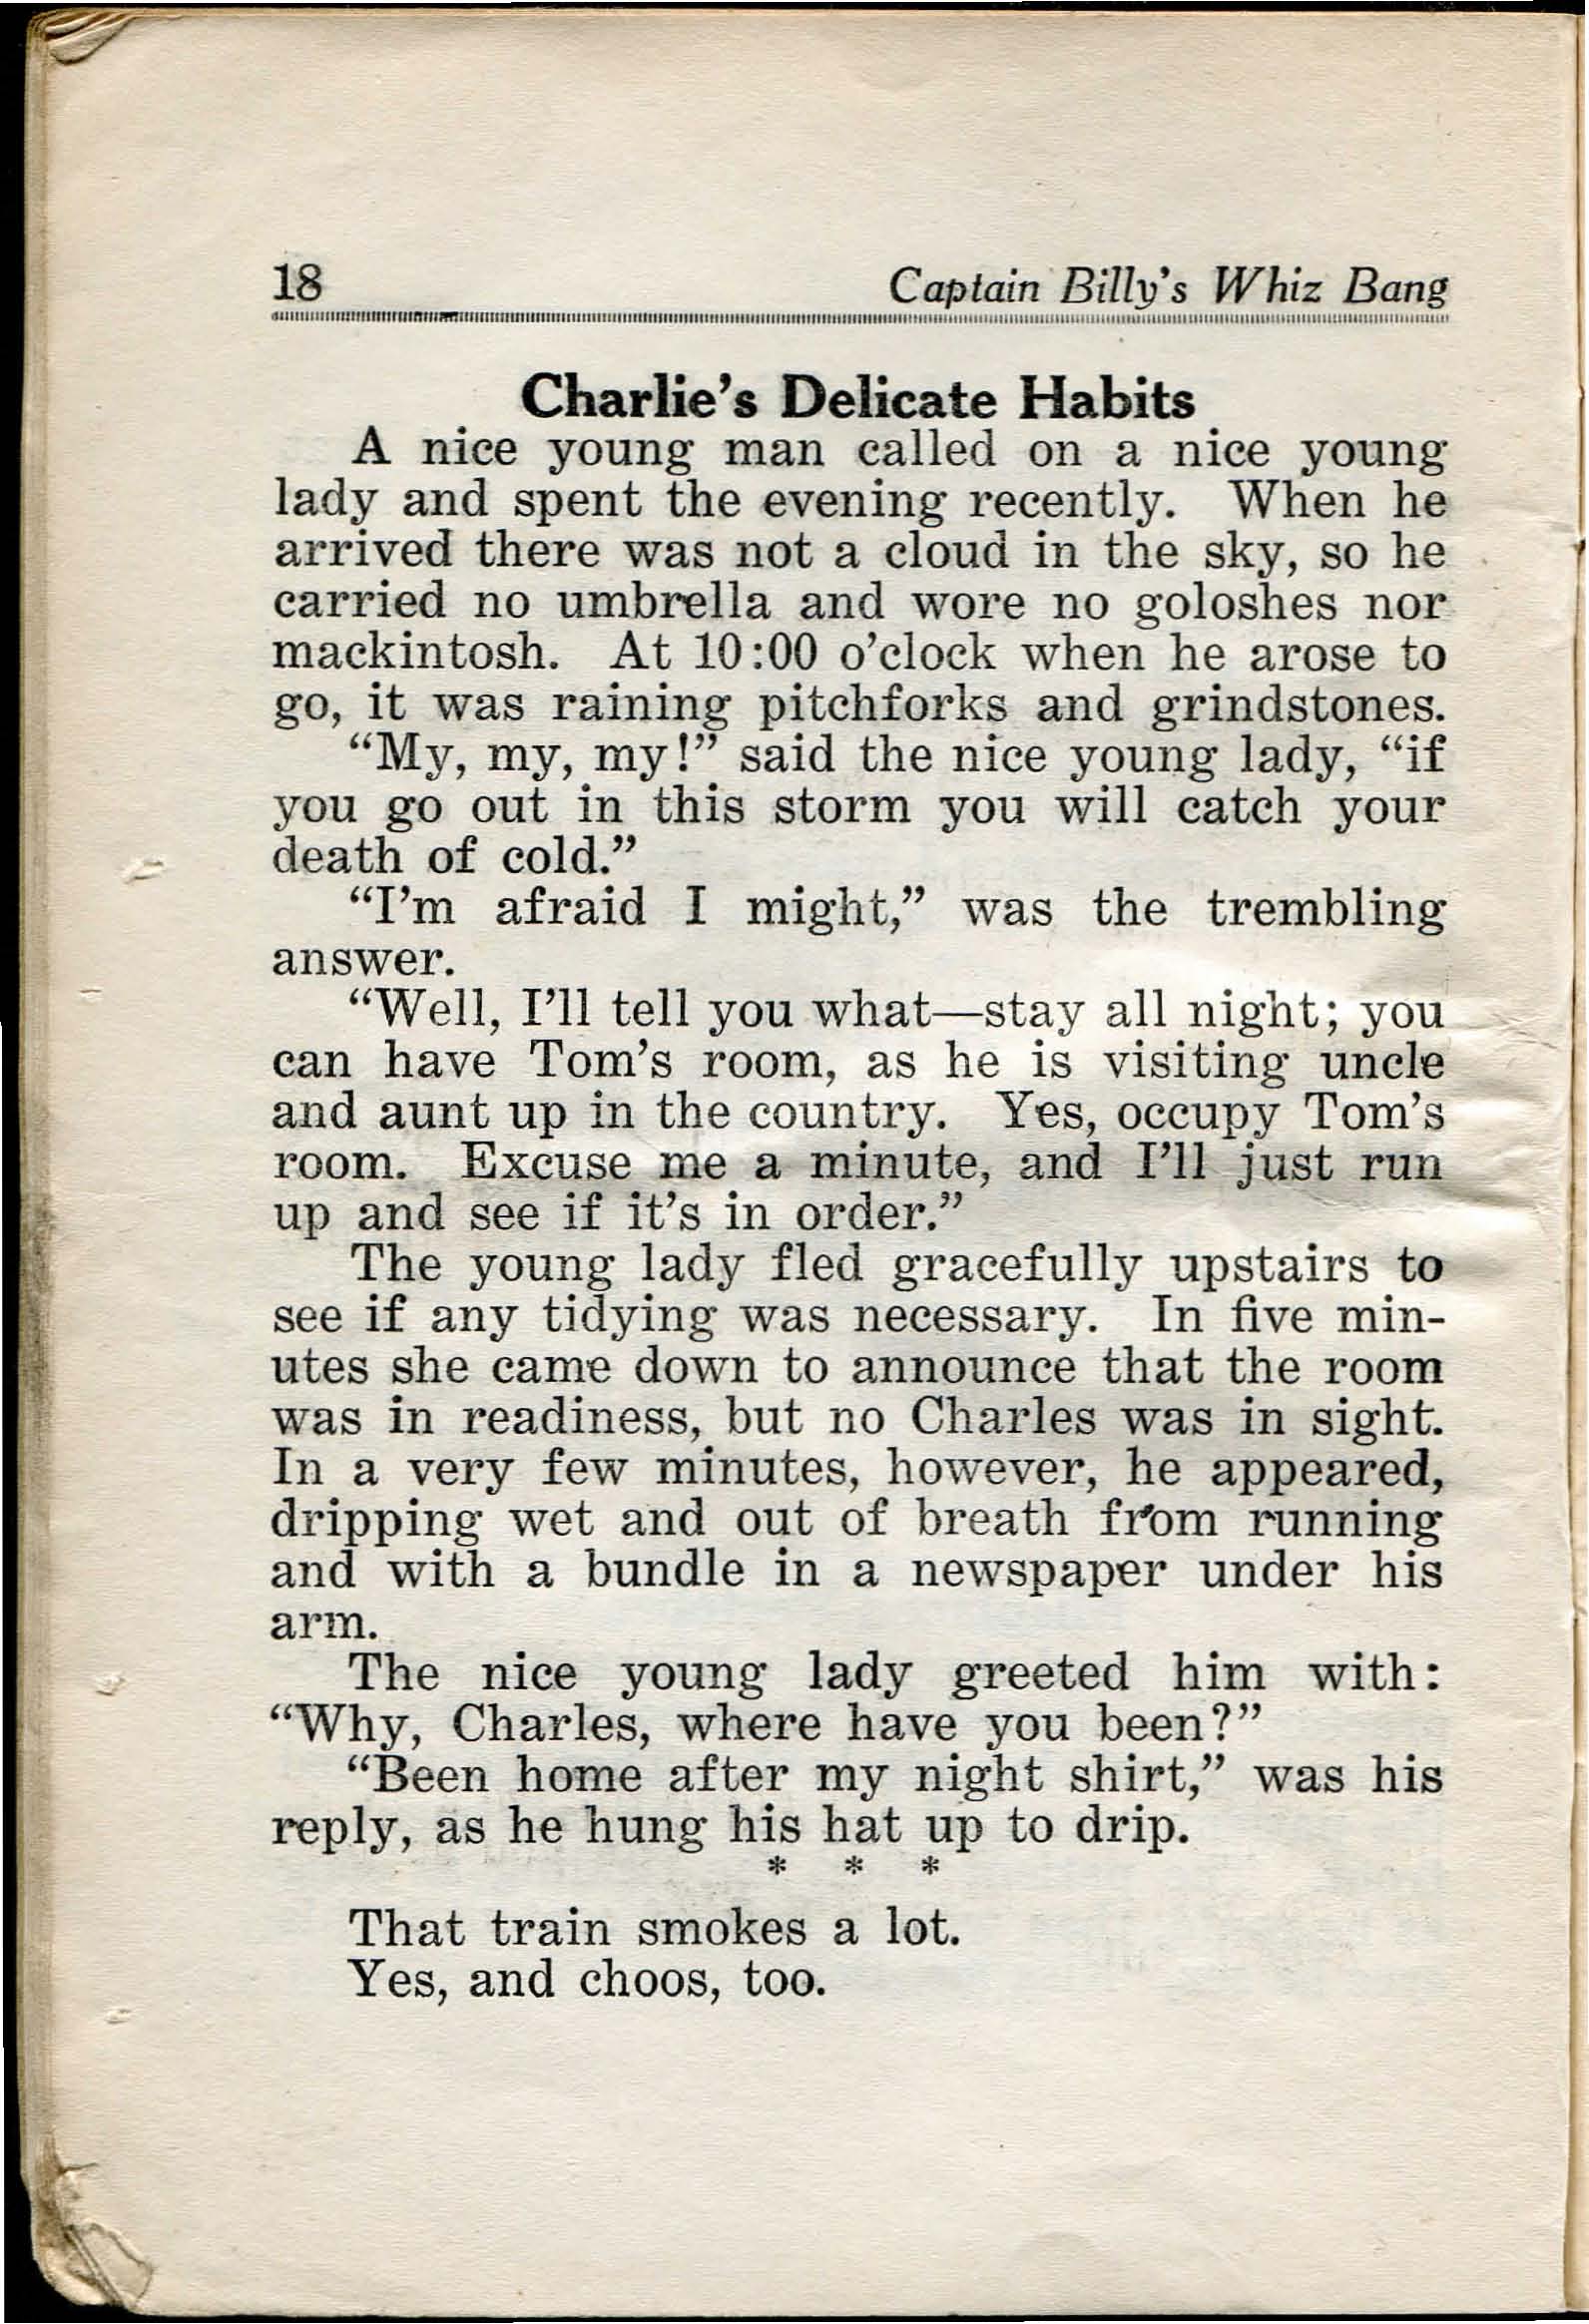 18 Captain Billy's Whiz Bang
Charlie's Delicate Habits
A nice young man called on a nice young
lady and spent the evening recently. When he
arrived there was not a cloud in the sky, so he
carried no umbrella and wore no goloshes nor
mackintosh. At 10:00 o'clock when he arose to
go, it was raining pitchforks and grindstones.
“My, my, my!” said the nice young lady, “if
you go out in this storm you will catch your
death of cold.”
“I'm afraid I might,” was the trembling
answer.
“Well, I'll tell you what—stay all night; you
can have Tom's room, as he is visiting uncle
and aunt up in the country. Yes, occupy Tom's
room. Excuse me a minute, and I'll just run
up and see if it's in order.”
The young lady fled gracefully upstairs to
see if any tidying was necessary. In five min-
utes she came down to announce that the room
was in readiness, but no Charles was in sight.
In a very few minutes, however, he appeared,
dripping wet and out of breath from running
and with a bundle in a newspaper under his
arm.
The nice young lady greeted him with:
“Why, Charles, where have you been?”
“Been home after my night shirt,” was his
reply, as he hung his hat up to drip.
* * *
That train smokes a lot.
Yes, and choos, too.